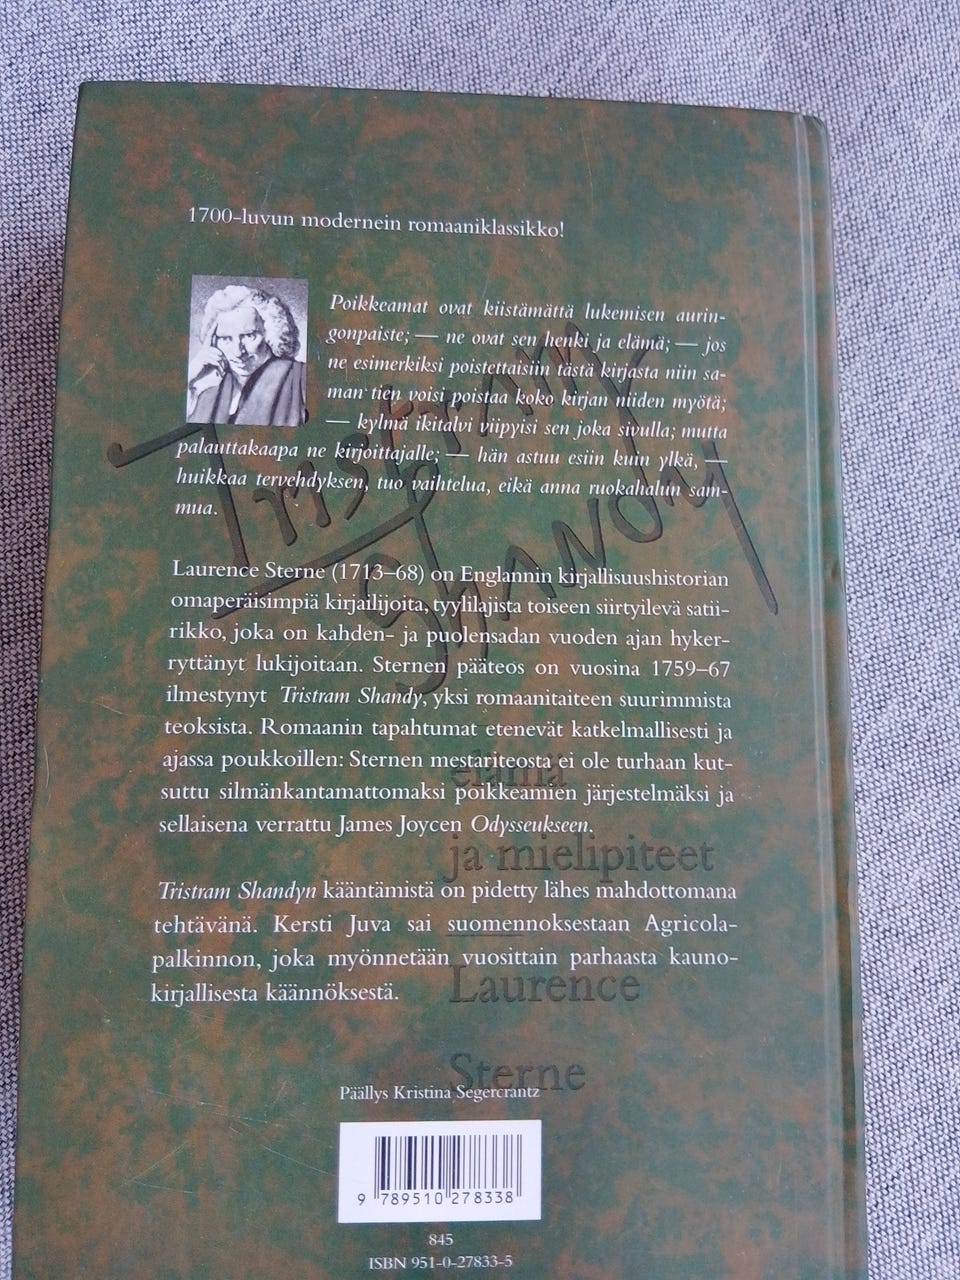 1700-luvun modernein romaaniklassikko!
Poikkeamat ovat kiistämättä lukemisen aurin-
gonpaiste; — ne ovat sen henki ja elämä; — jos
ne esimerkiksi poistettaisiin tästä kirjasta niin sa-
man tien voisi poistaa koko kirjan niiden myötä;
— kylmä ikitalvi viipyisi sen joka sivulla; mutta
palauttakaapa ne kirjoittajalle; — hän astuu esiin kuin ylkä, —
huikkaa tervehdyksen, tuo vaihtelua, eikä anna ruokahalun sam-
mua.
Tristram
Shandy
Laurence Sterne (1713–68) on Englannin kirjallisuushistorian
omaperäisimpiä kirjailijoita, tyylilajista toiseen siirtyilevä satii-
rikko, joka on kahden- ja puolensadan vuoden ajan hyker-
ryttänyt lukijoitaan. Sternen pääteos on vuosina 1759–67
ilmestynyt Tristram Shandy, yksi romaanitaiteen suurimmista
teoksista. Romaanin tapahtumat etenevät katkelmallisesti ja
ajassa poukkoillen: Sternen mestariteosta ei ole turhaan kut-
suttu silmänkantamattomaksi poikkeamien järjestelmäksi ja
sellaisena verrattu James Joycen Odysseukseen.
elämä
ja mielipiteet
Tristram Shandyn kääntämistä on pidetty lähes mahdottomana
tehtävänä. Kersti Juva sai suomennoksestaan Agricola-
palkinnon, joka myönnetään vuosittain parhaasta kauno-
kirjallisesta käännöksestä.
Laurence
Sterne
Päällys Kristina Segercrantz
9 789510 278338
845
ISBN 951-0-27833-5